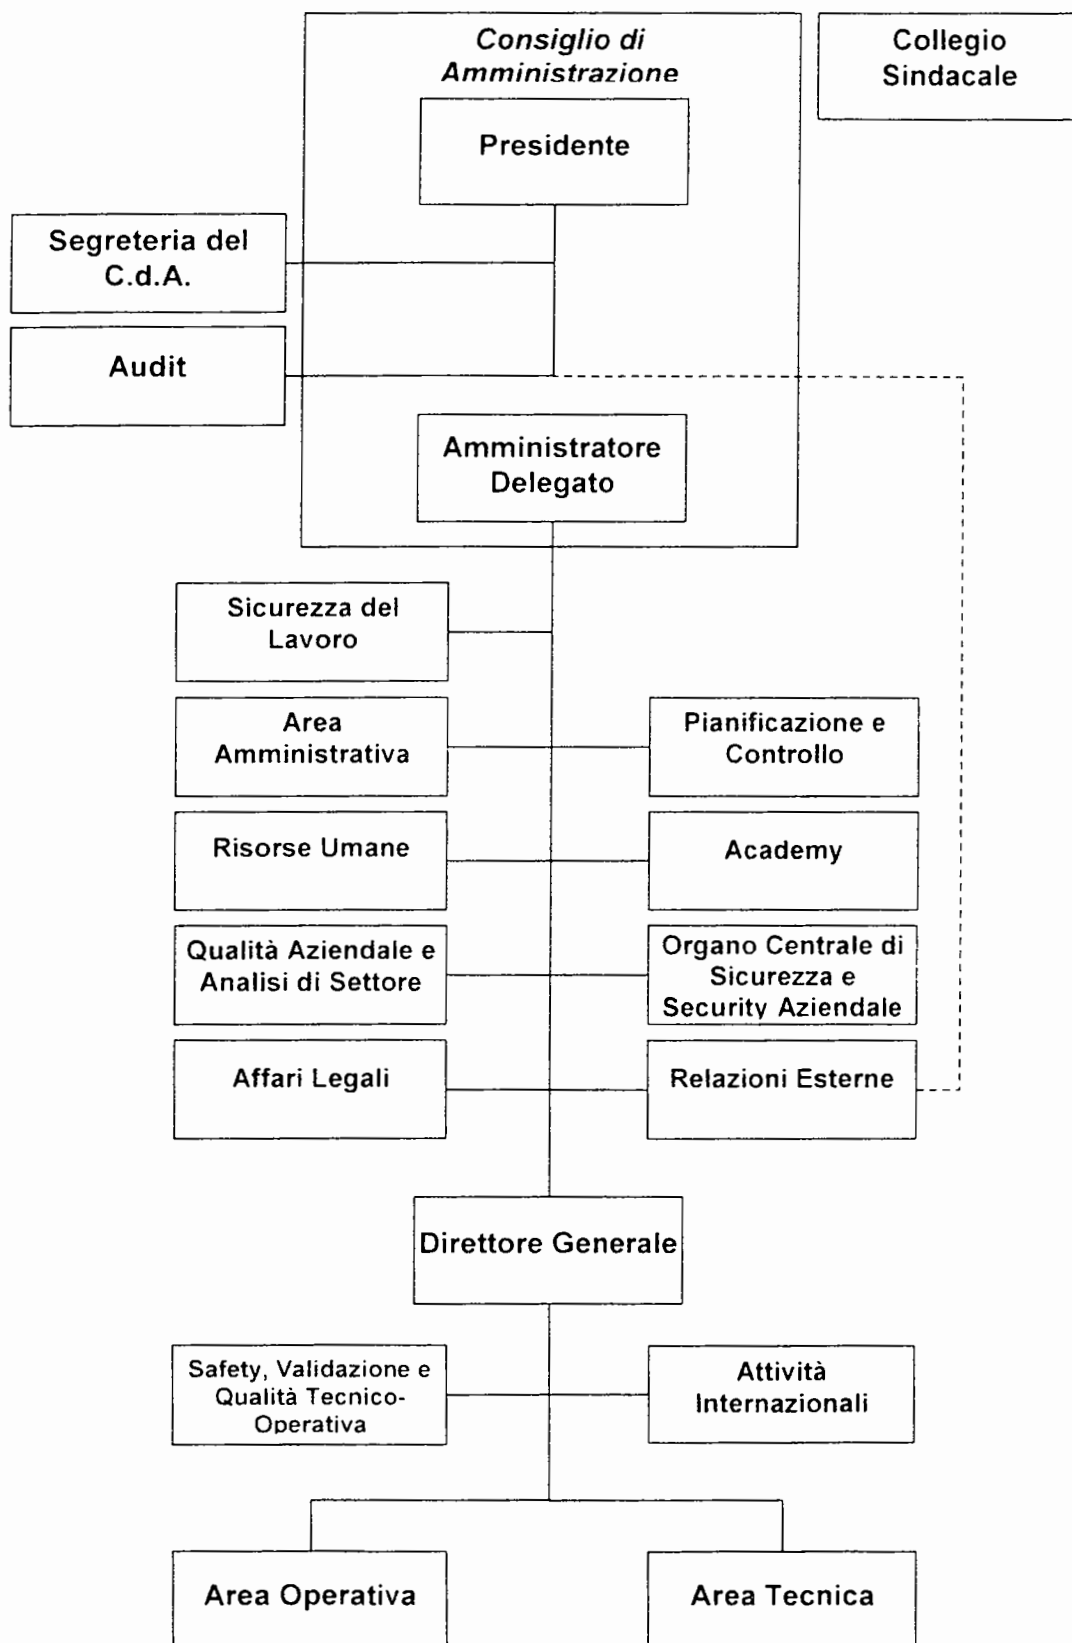 Consiglio di
Amministrazione
Collegio
Sindacale
Presidente
Segreteria del
C.d.A.
Audit
Amministratore
Delegato
Sicurezza del
Lavoro
Area
Amministrativa
Pianificazione e
Controllo
Risorse Umane
Academy
Qualità Aziendale e
Analisi di Settore
Organo Centrale di
Sicurezza e
Security Aziendale
Affari Legali
Relazioni Esterne
Direttore Generale
Safety, Validazione e
Qualità Tecnico-
Operativa
Attività
Internazionali
Area Operativa
Area Tecnica